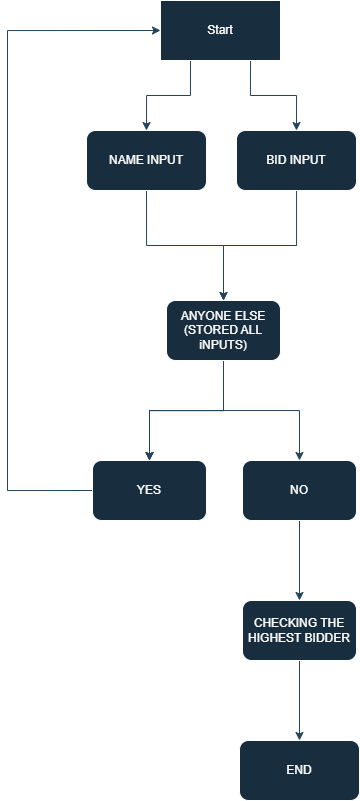 Start
NAME INPUT
BID INPUT
ANYONE ELSE
(STORED ALL
iNPUTS)
YES
NO
CHECKING THE
HIGHEST BIDDER
END